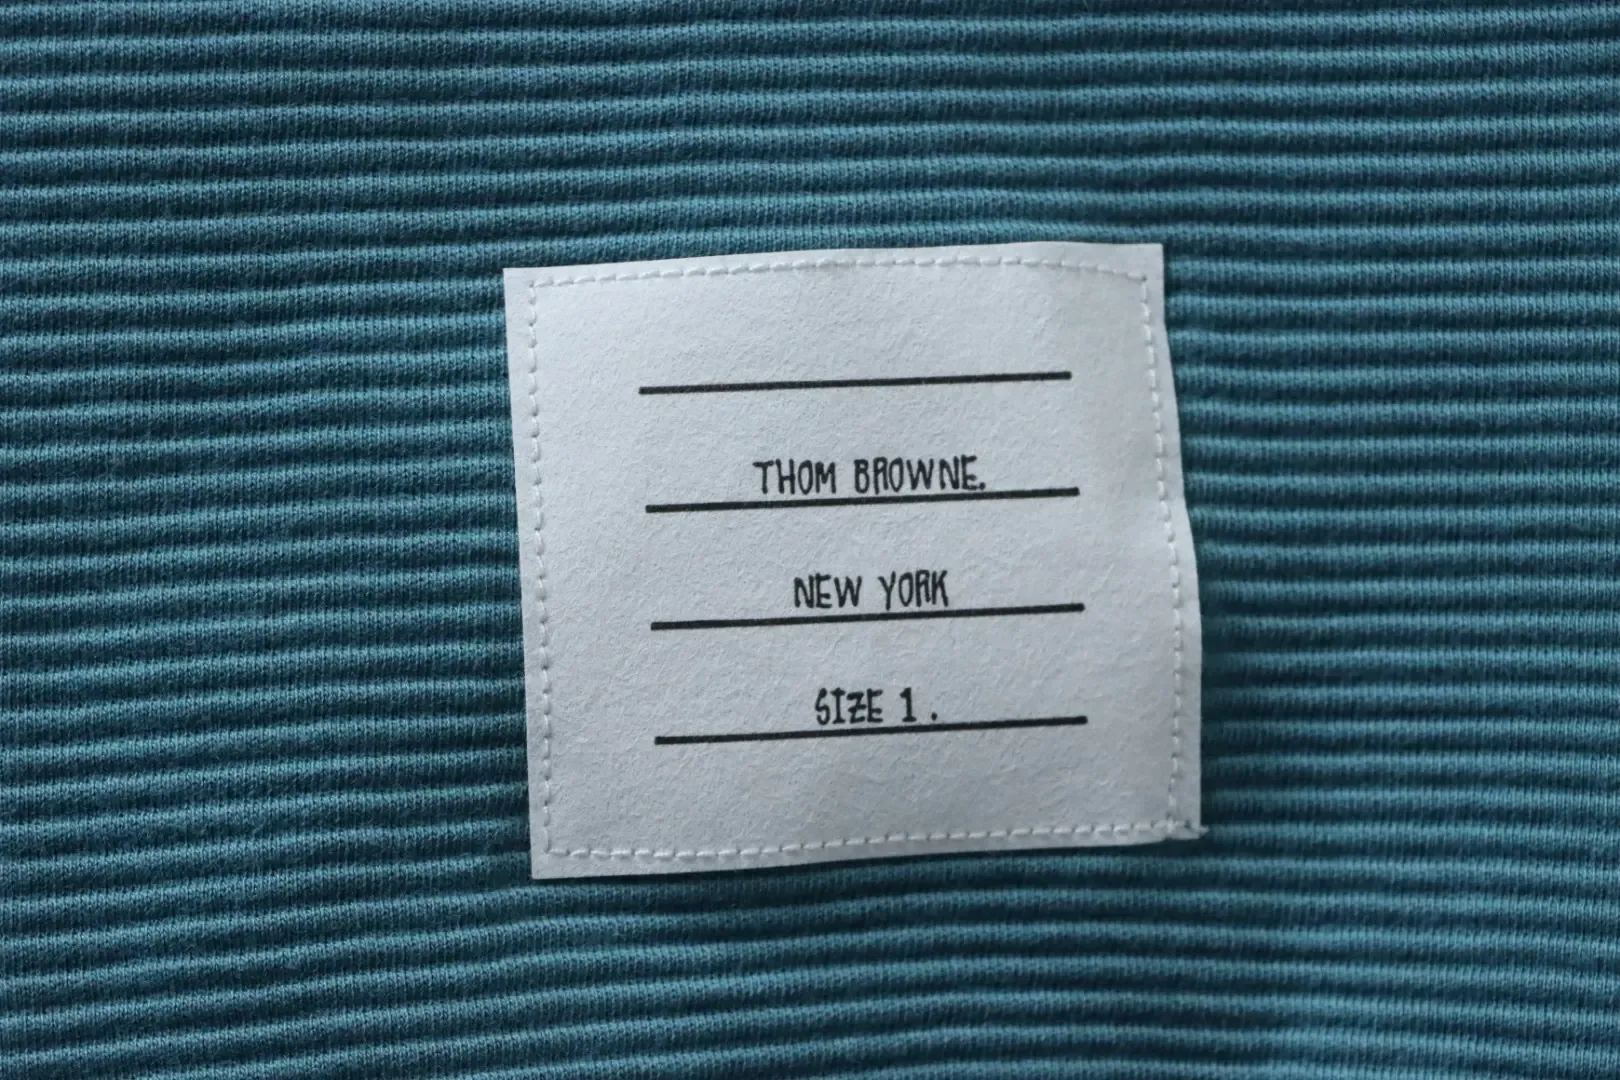 THOM BROWNE.
NEW YORK
SIZE 1 .